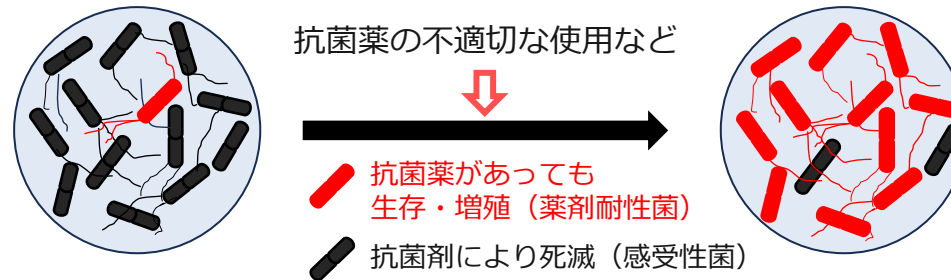 抗菌薬の不適切な使用など
抗菌薬があっても
生存・増殖（薬剤耐性菌）
抗菌剤により死滅（感受性菌）